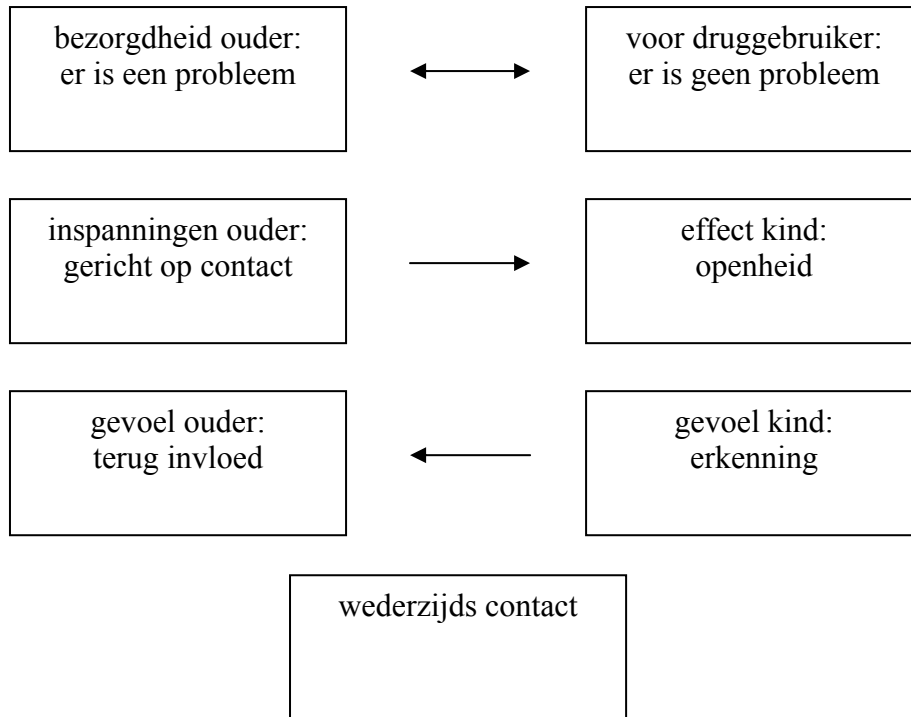 bezorgdheid ouder:
er is een probleem
voor druggebruiker:
er is geen probleem
inspanningen ouder:
gericht op contact
effect kind:
openheid
gevoel ouder:
terug invloed
gevoel kind:
erkenning
wederzijds contact